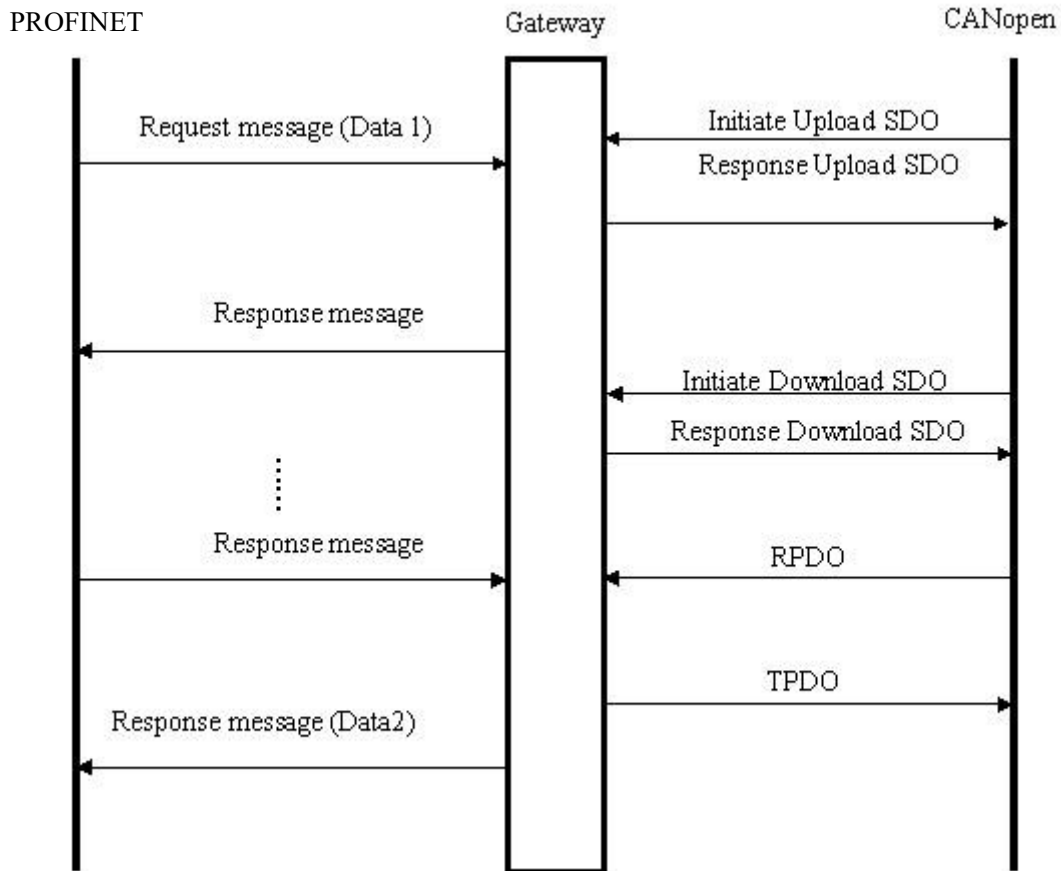 PROFINET
Gateway
CANopen
Request message (Data 1)
Initiate Upload SDO
Response Upload SDO
Response message
Initiate Download SDO
Response Download SDO
Response message
RPDO
TPDO
Response message (Data2)